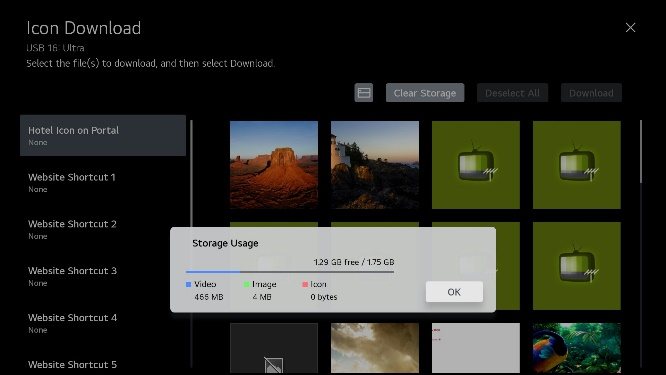 Icon Download
USB 16- Ultra
Select the file(s) to download, and then select Download.
Clear Storage
Deselect All
Download
Hotel Icon on Portal
None
Website Shortcut 1
None
Website Shortcut 2
None
Website Shortcut 3
None
Website Shortcut 4
None
Website Shortcut 5
Storage Usage
1.29 GB free / 1.75 GB
Video
Image
Icon
466 MB
4 MB
0 bytes
OK